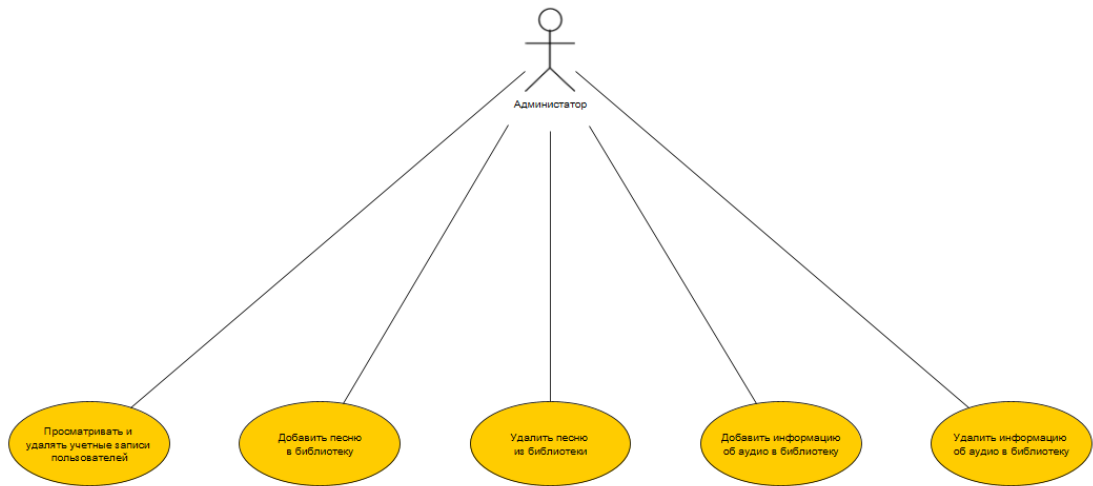 Администатор
Просматривать и
удалять учетные записи
пользователей
Добавить песню
в библиотеку
Удалить песню
из библиотеки
Добавить информацию
об аудио в библиотеку
Удалить информацию
об аудио в библиотеку